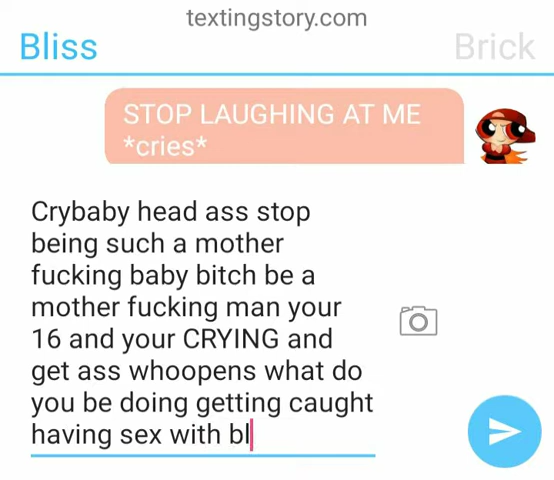 textingstory.com
Bliss
Brick
STOP LAUGHING AT ME
*cries*
Crybaby head ass stop
being such a mother
fucking baby bitch be a
mother fucking man your
16 and your CRYING and
get ass whoopens what do
you be doing getting caught
having sex with bl